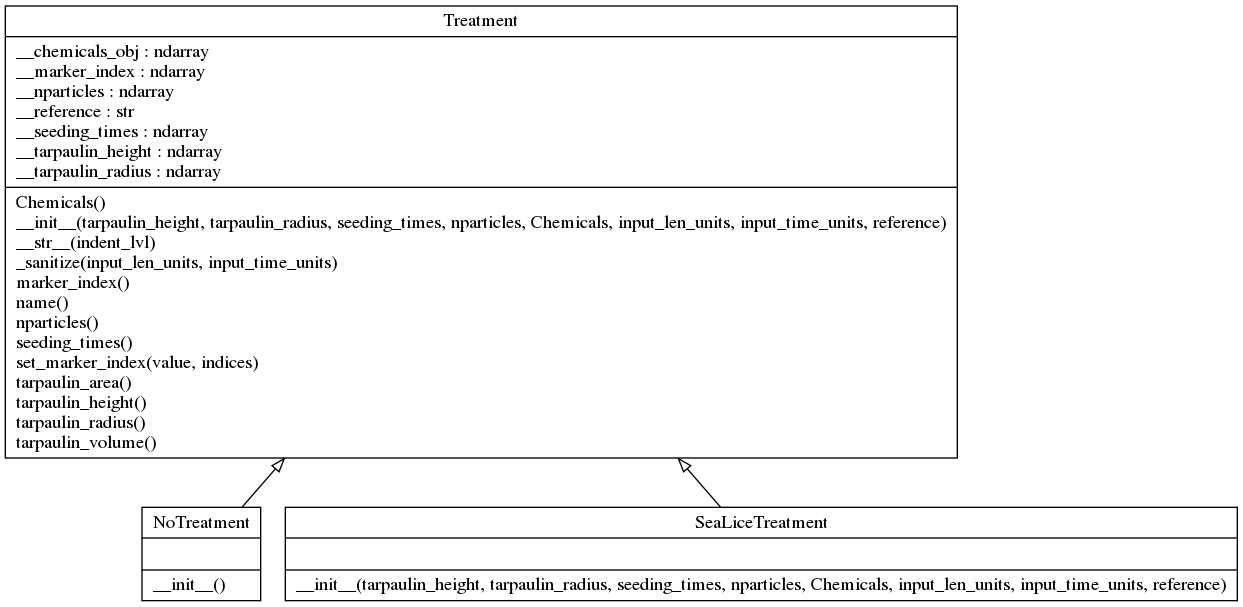 Treatment
__chemicals_obj : ndarray
__marker_index : ndarray
__nparticles : ndarray
__reference : str
__seeding_times : ndarray
__tarpaulin_height : ndarray
__tarpaulin_radius : ndarray
Chemicals()
__init__(tarpaulin_height, tarpaulin_radius, seeding_times, nparticles, Chemicals, input_len_units, input_time_units, reference)
__str__(indent_lvl)
_sanitize(input_len_units, input_time_units)
marker_index()
name()
nparticles()
seeding_times()
set_marker_index(value, indices)
tarpaulin_area()
tarpaulin_height()
tarpaulin_radius()
tarpaulin_volume()
NoTreatment
__init__()
SeaLiceTreatment
__init__(tarpaulin_height, tarpaulin_radius, seeding_times, nparticles, Chemicals, input_len_units, input_time_units, reference)